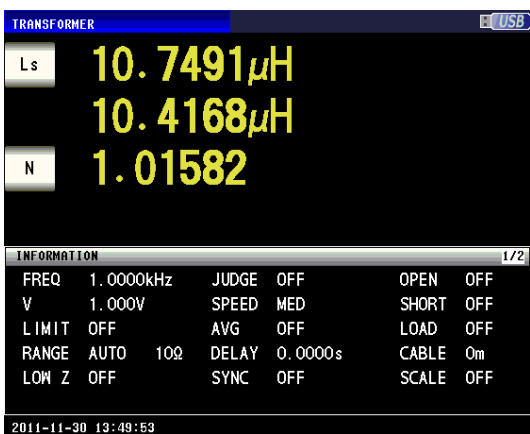 TRANSFORMER USB
Ls 10.7491μH
10.4168μH
N 1.01582
INFORMATION 1/2
FREQ 1.0000kHz JUDGE OFF OPEN OFF
V 1.000V SPEED MED SHORT OFF
LIMIT OFF AVG OFF LOAD OFF
RANGE AUTO 10Ω DELAY 0.0000s CABLE 0m
LOW Z OFF SYNC OFF SCALE OFF
2011-11-30 13:49:53